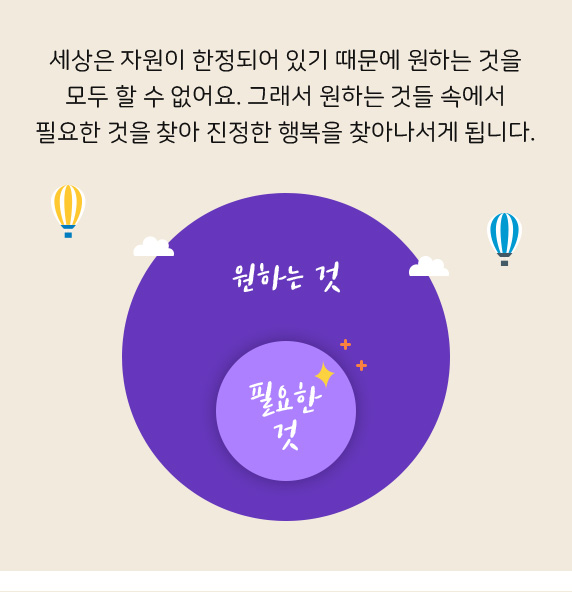 세상은 자원이 한정되어 있기 때문에 원하는 것을
모두 할 수 없어요. 그래서 원하는 것들 속에서
필요한 것을 찾아 진정한 행복을 찾아나서게 됩니다.
원하는 것
필요한
것